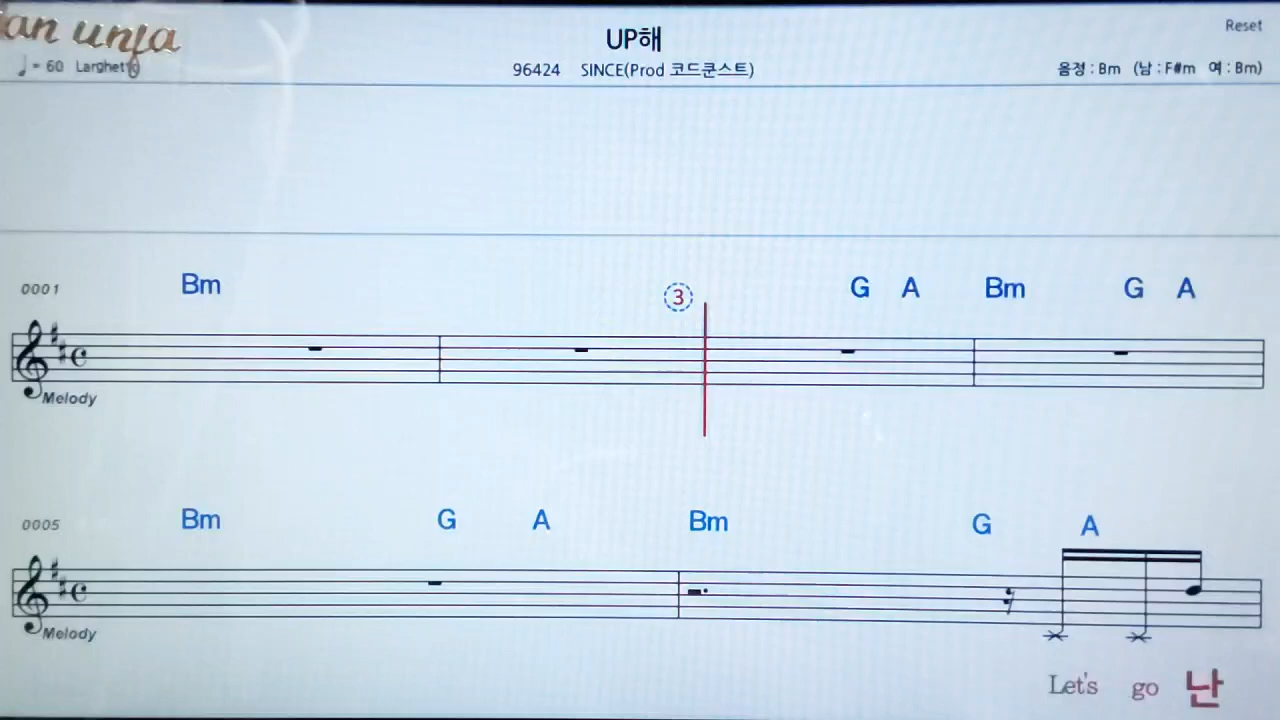 an unta
Reset
UP해
♩= 60 Larghetto
96424 SINCE(Prod 코드쿤스트)
음정 : Bm (남 : F#m 여 : Bm)
0001 Bm ③ G A Bm G A
Melody
0005 Bm G A Bm G A
Melody
Let's go 난